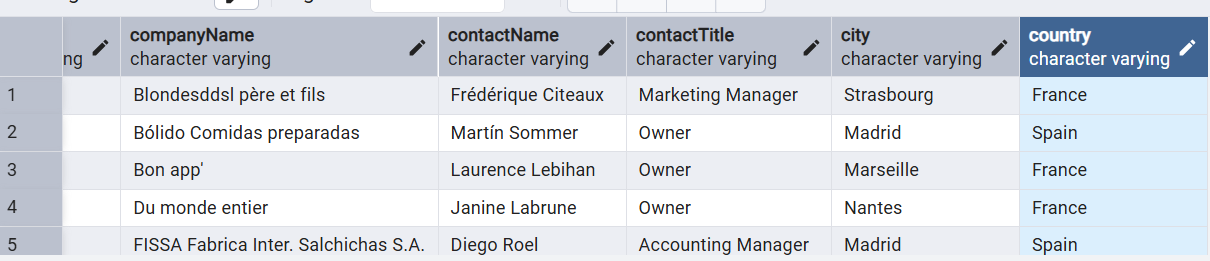 companyName contactName contactTitle city country
ng character varying character varying character varying character varying character varying
1 Blondesddsl père et fils Frédérique Citeaux Marketing Manager Strasbourg France
2 Bólido Comidas preparadas Martín Sommer Owner Madrid Spain
3 Bon app' Laurence Lebihan Owner Marseille France
4 Du monde entier Janine Labrune Owner Nantes France
5 FISSA Fabrica Inter. Salchichas S.A. Diego Roel Accounting Manager Madrid Spain